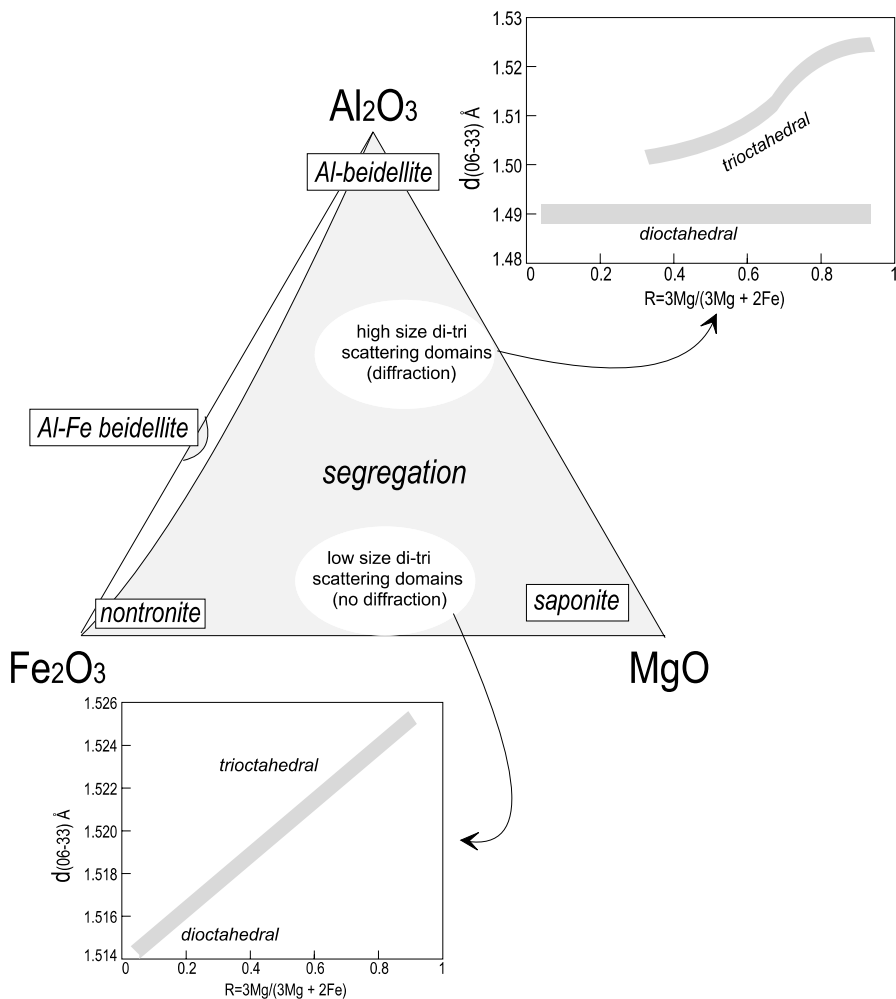 1.53
1.52
1.51
1.50
1.49
1.48
d(06-33) Å
trioctahedral
dioctahedral
0 0.2 0.4 0.6 0.8 1
R=3Mg/(3Mg + 2Fe)
Al2O3
Al-beidellite
high size di-tri
scattering domains
(diffraction)
Al-Fe beidellite
segregation
low size di-tri
scattering domains
(no diffraction)
nontronite
saponite
Fe2O3
MgO
1.526
1.524
1.522
1.520
1.518
1.516
1.514
d(06-33) Å
trioctahedral
dioctahedral
0 0.2 0.4 0.6 0.8 1
R=3Mg/(3Mg + 2Fe)